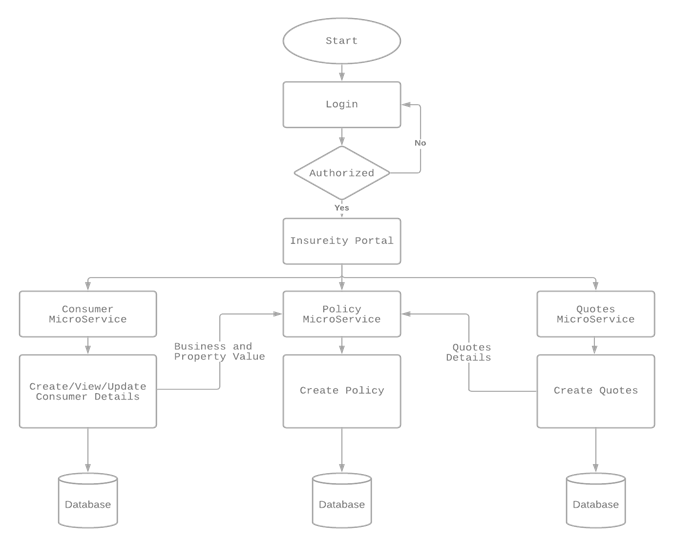 Start
Login
No
Authorized
Yes
Insureity Portal
Consumer
MicroService
Policy
MicroService
Quotes
MicroService
Business and
Property Value
Quotes
Details
Create/View/Update
Consumer Details
Create Policy
Create Quotes
Database
Database
Database